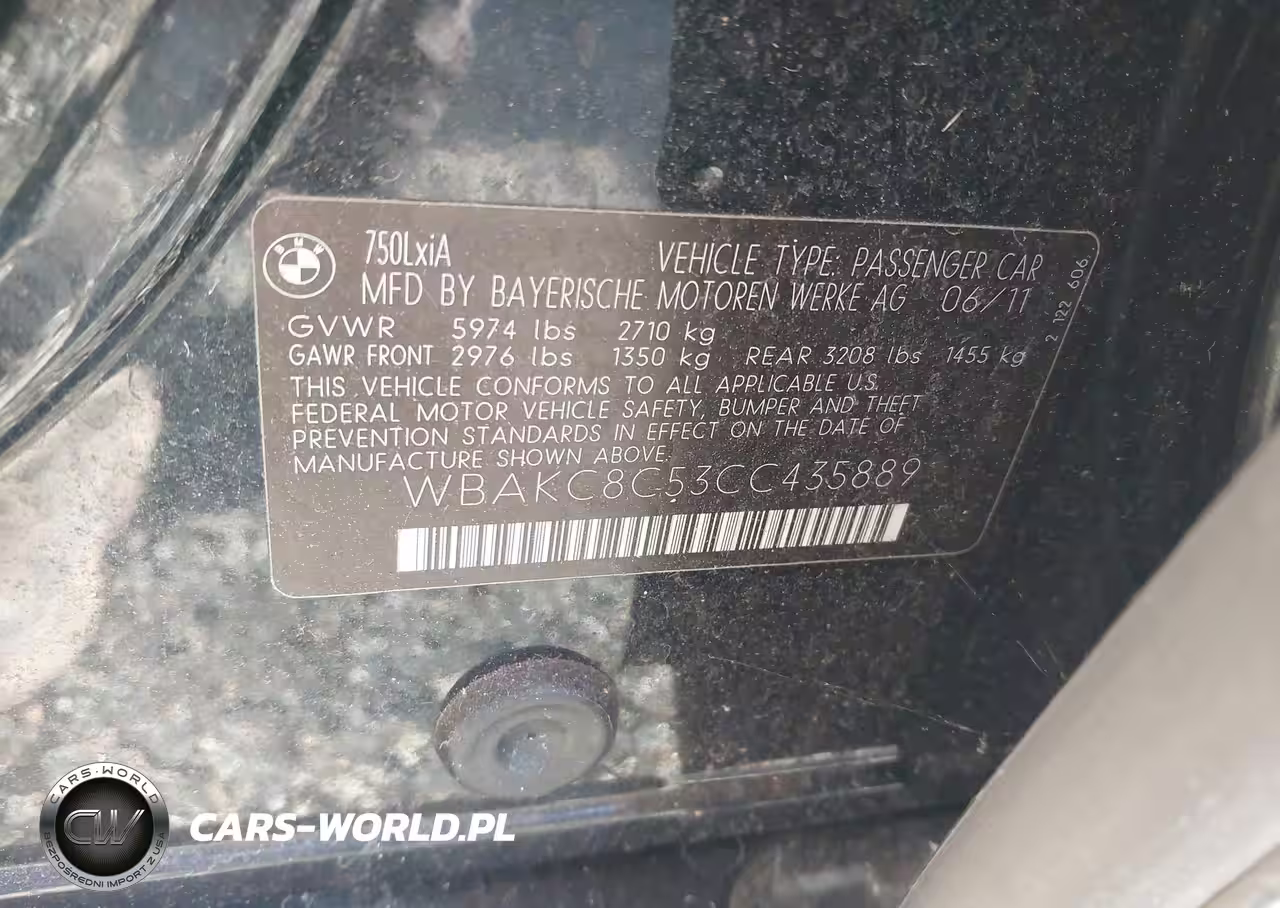 BMW
750LxiA
VEHICLE TYPE: PASSENGER CAR
MFD BY BAYERISCHE MOTOREN WERKE AG 06/11
2 122 606
GVWR 5974 lbs 2710 kg
GAWR FRONT 2976 lbs 1350 kg REAR 3208 lbs 1455 kg
THIS VEHICLE CONFORMS TO ALL APPLICABLE U.S.
FEDERAL MOTOR VEHICLE SAFETY, BUMPER AND THEFT
PREVENTION STANDARDS IN EFFECT ON THE DATE OF
MANUFACTURE SHOWN ABOVE.
WBAKC8C53CC435889
CARS-WORLD
CW
BEZPOŚREDNI IMPORT Z USA
CARS-WORLD.PL